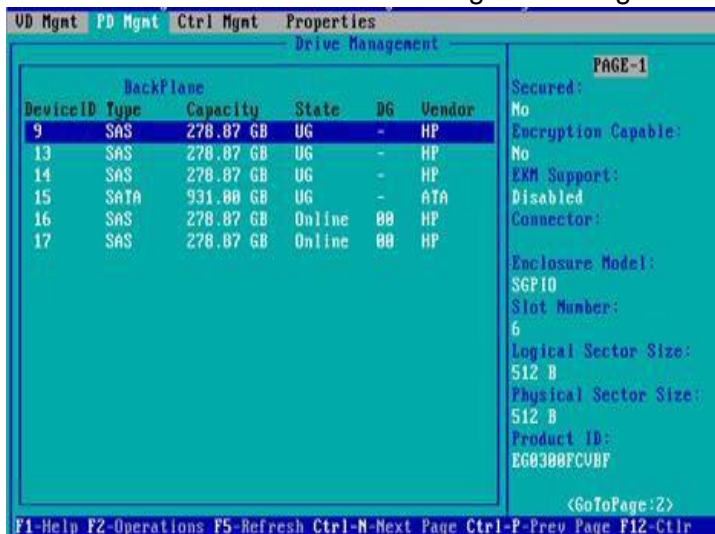 VD Mgmt PD Mgmt Ctrl Mgmt Properties
Drive Management
BackPlane
DeviceID Type Capacity State DG Vendor
9 SAS 278.87 GB UG - HP
13 SAS 278.87 GB UG - HP
14 SAS 278.87 GB UG - HP
15 SATA 931.00 GB UG - ATA
16 SAS 278.87 GB Online 00 HP
17 SAS 278.87 GB Online 00 HP
PAGE-1
Secured:
No
Encryption Capable:
No
EKM Support:
Disabled
Connector:
Enclosure Model:
SGPIO
Slot Number:
6
Logical Sector Size:
512 B
Physical Sector Size:
512 B
Product ID:
EG0300FCVBF
<GoToPage:2>
F1-Help F2-Operations F5-Refresh Ctrl-N-Next Page Ctrl-P-Prev Page F12-Ctlr